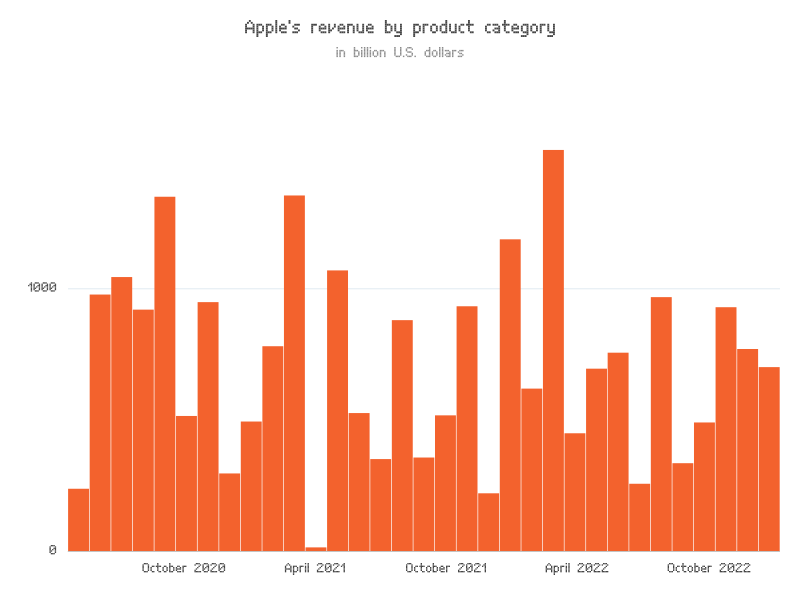 Apple's revenue by product category
in billion U.S. dollars
1000
0
October 2020 April 2021 October 2021 April 2022 October 2022